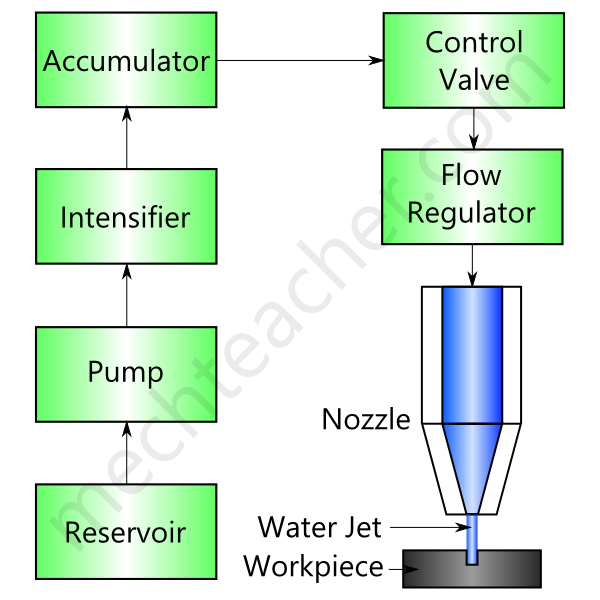 Accumulator
Control
Valve
Intensifier
Flow
Regulator
Pump
Nozzle
Reservoir
Water Jet
Workpiece
mechteacher.com